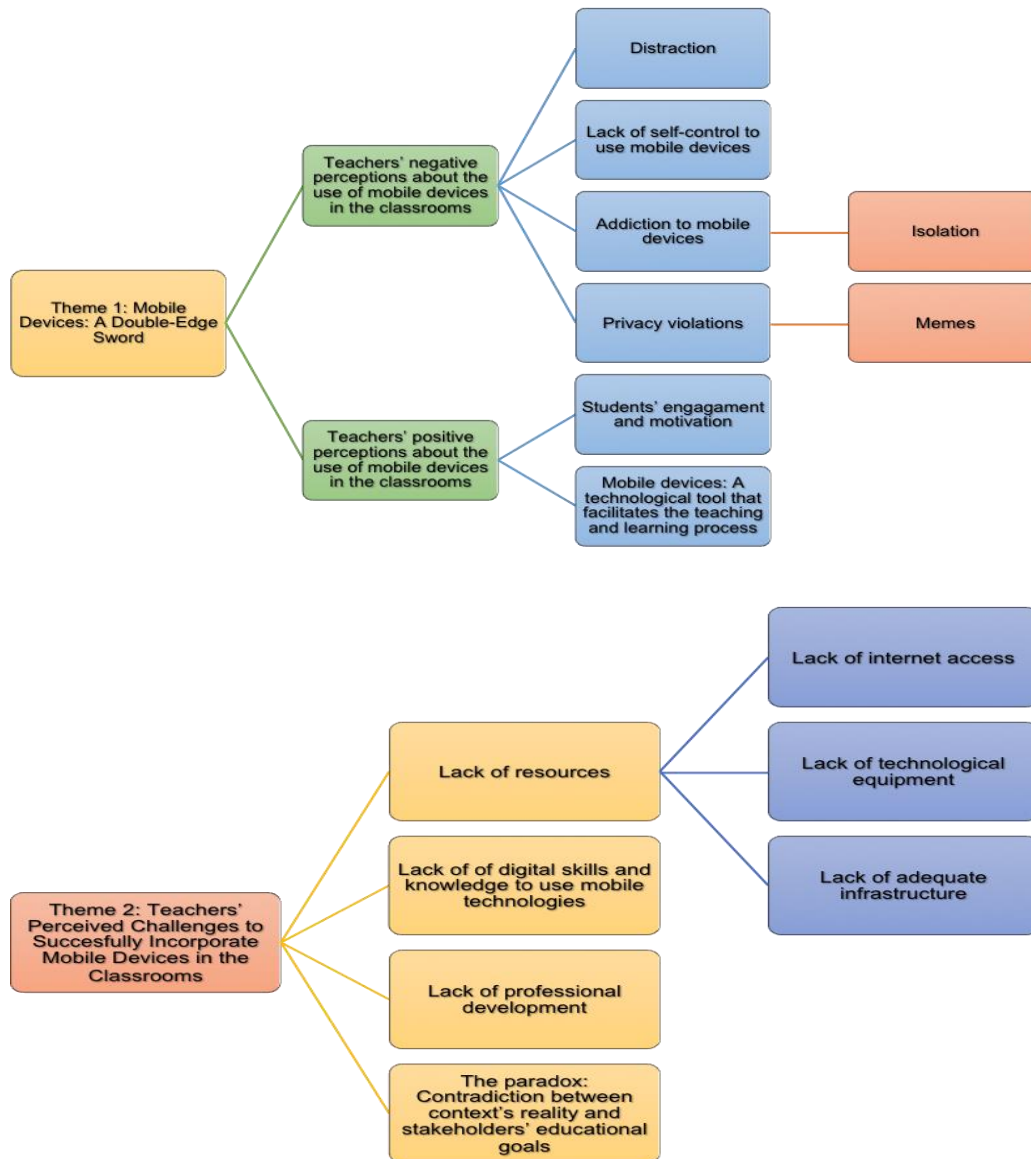 Theme 1: Mobile
Devices: A Double-Edge
Sword
Teachers’ negative
perceptions about the
use of mobile devices
in the classrooms
Distraction
Lack of self-control to
use mobile devices
Addiction to mobile
devices
Isolation
Privacy violations
Memes
Teachers’ positive
perceptions about the
use of mobile devices
in the classrooms
Students’ engagament
and motivation
Mobile devices: A
technological tool that
facilitates the teaching
and learning process
Theme 2: Teachers’
Perceived Challenges to
Succesfully Incorporate
Mobile Devices in the
Classrooms
Lack of resources
Lack of internet access
Lack of technological
equipment
Lack of adequate
infrastructure
Lack of of digital skills and
knowledge to use mobile
technologies
Lack of professional
development
The paradox:
Contradiction between
context’s reality and
stakeholders’ educational
goals